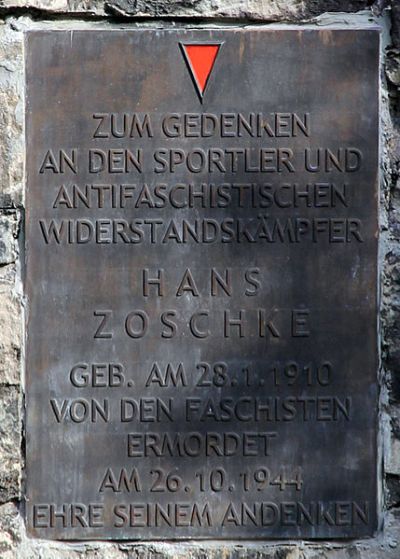 ZUM GEDENKEN
AN DEN SPORTLER UND
ANTIFASCHISTISCHEN
WIDERSTANDSKÄMPFER
HANS
ZOSCHKE
GEB. AM 28.1.1910
VON DEN FASCHISTEN
ERMORDET
AM 26.10.1944
EHRE SEINEM ANDENKEN